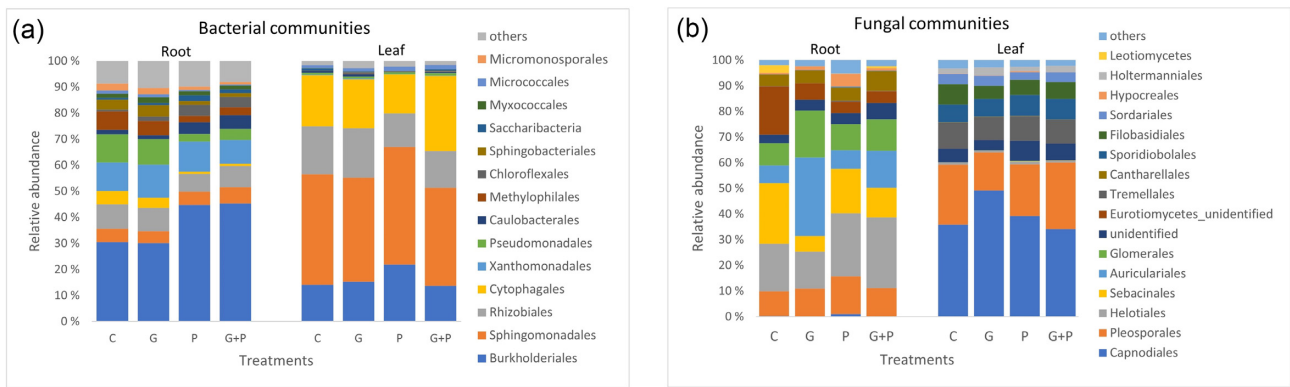 (a)
Bacterial communities
Root
Leaf
Relative abundance
100 %
90 %
80 %
70 %
60 %
50 %
40 %
30 %
20 %
10 %
0 %
C G P G+P C G P G+P
Treatments
others
Micromonosporales
Micrococcales
Myxococcales
Saccharibacteria
Sphingobacteriales
Chloroflexales
Methylophilales
Caulobacterales
Pseudomonadales
Xanthomonadales
Cytophagales
Rhizobiales
Sphingomonadales
Burkholderiales
(b)
Fungal communities
Root
Leaf
Relative abundance
100 %
90 %
80 %
70 %
60 %
50 %
40 %
30 %
20 %
10 %
0 %
C G P G+P C G P G+P
Treatments
others
Leotiomycetes
Holtermanniales
Hypocreales
Sordariales
Filobasidiales
Sporidiobolales
Cantharellales
Tremellales
Eurotiomycetes_unidentified
unidentified
Glomerales
Auriculariales
Sebacinales
Helotiales
Pleosporales
Capnodiales